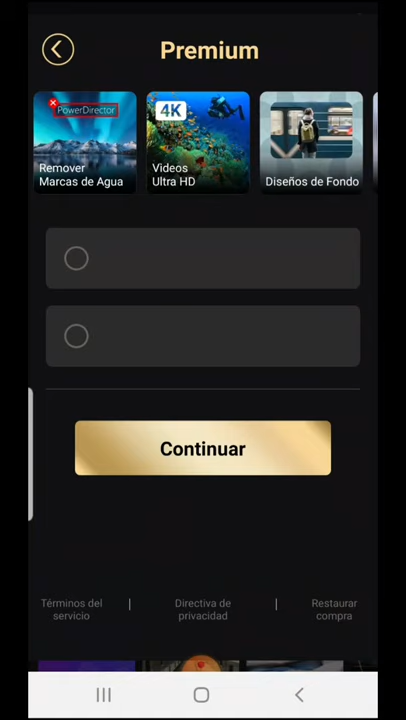 Premium
PowerDirector
Remover
Marcas de Agua
4K
Videos
Ultra HD
Diseños de Fondo
Continuar
Términos del
servicio
|
Directiva de
privacidad
|
Restaurar
compra